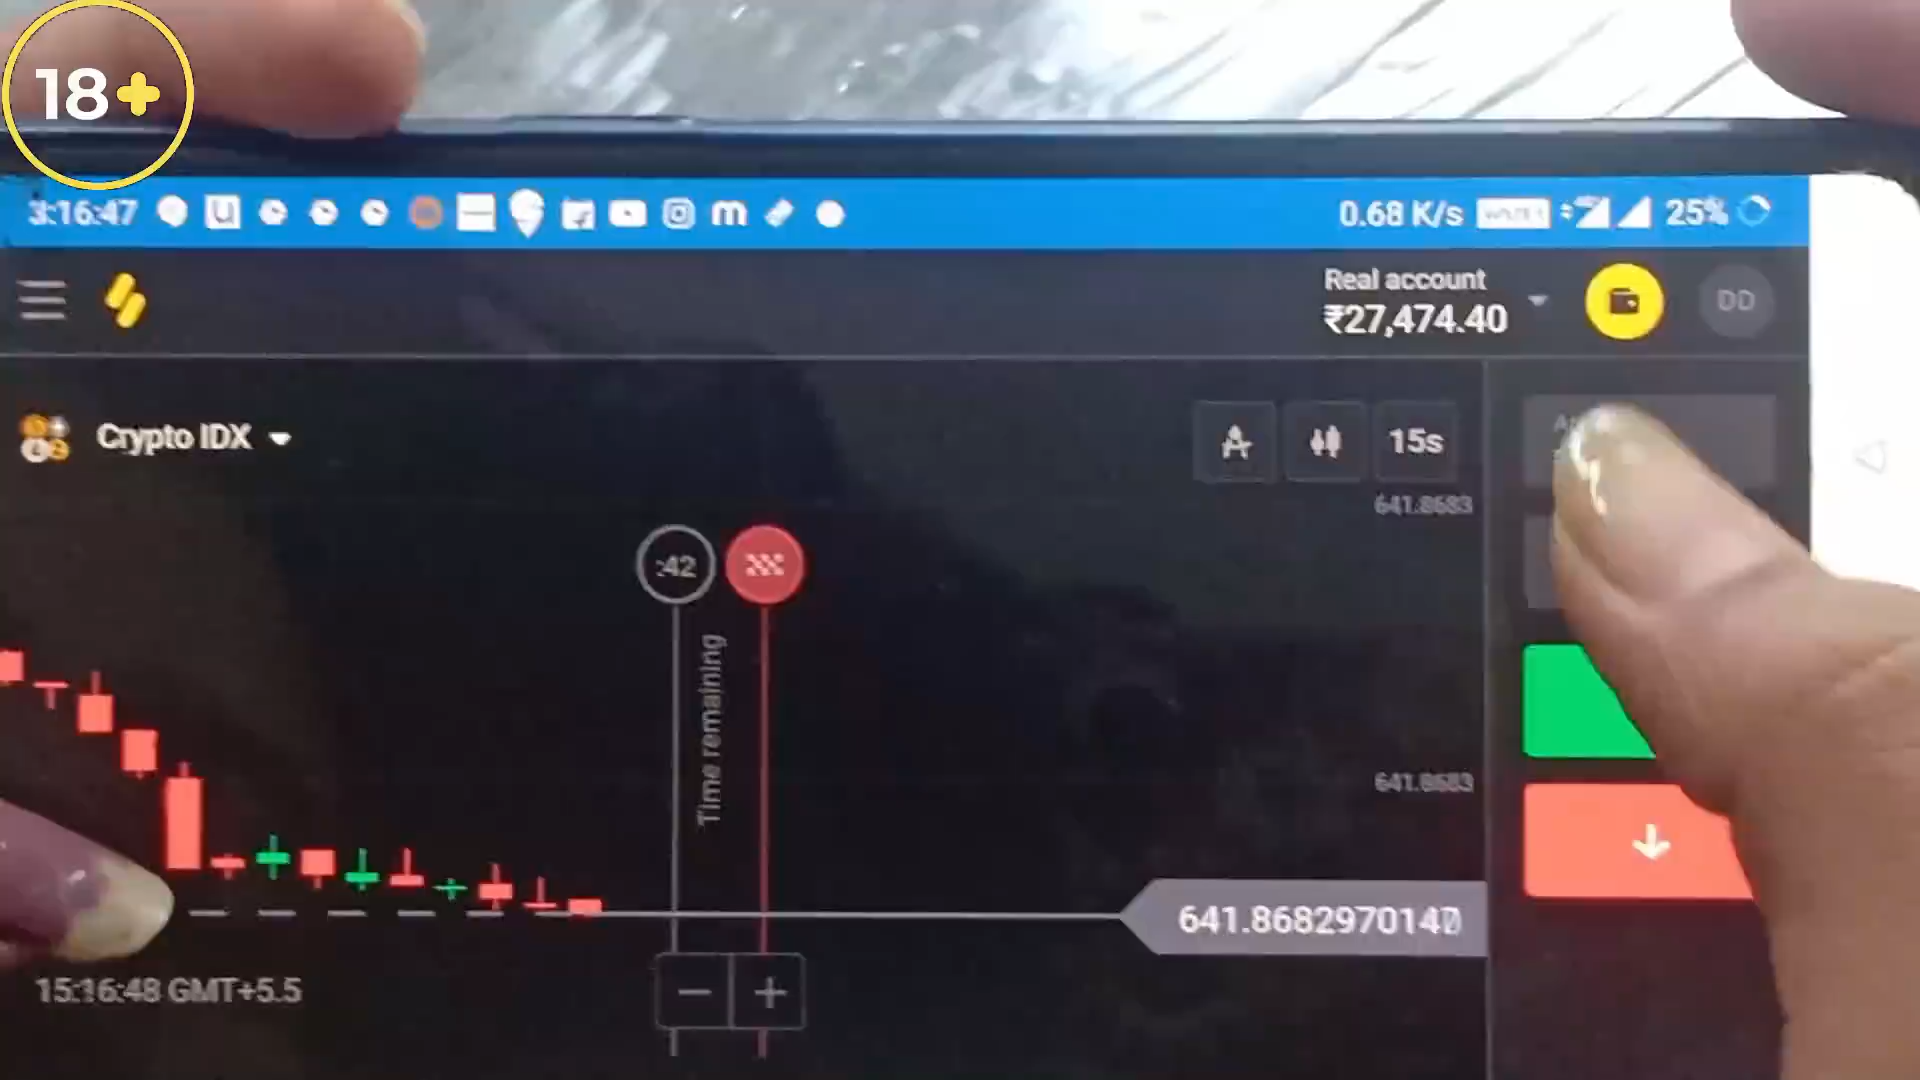 18+
3:16:47
0.68 K/s
25%
Real account
₹27,474.40
DD
Crypto IDX
15s
641.8683
:42
Time remaining
641.8683
641.8682970140
15:16:48 GMT+5.5